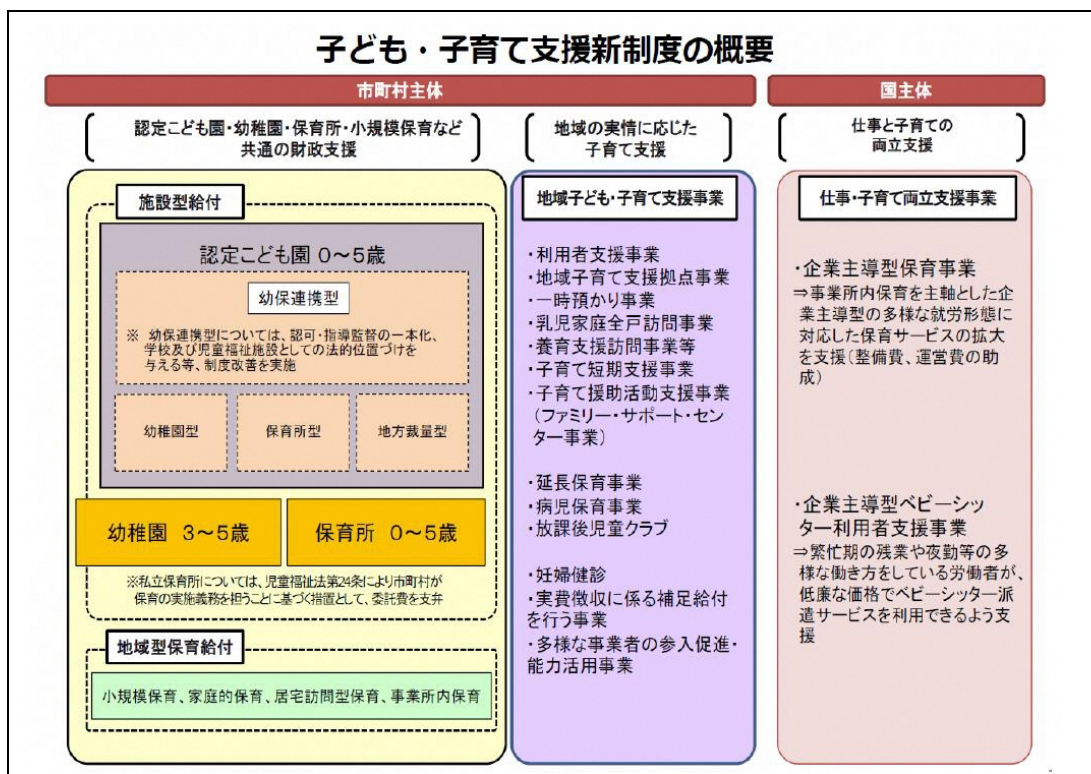 子ども・子育て支援新制度の概要
市町村主体
国主体
認定こども園・幼稚園・保育所・小規模保育など
共通の財政支援
地域の実情に応じた
子育て支援
仕事と子育ての
両立支援
施設型給付
認定こども園 0～5歳
幼保連携型
※ 幼保連携型については、認可・指導監督の一本化、
学校及び児童福祉施設としての法的位置づけを
与える等、制度改善を実施
幼稚園型
保育所型
地方裁量型
幼稚園 3～5歳
保育所 0～5歳
※私立保育所については、児童福祉法第24条により市町村が
保育の実施義務を担うことに基づく措置として、委託費を支弁
地域型保育給付
小規模保育、家庭的保育、居宅訪問型保育、事業所内保育
地域子ども・子育て支援事業
・利用者支援事業
・地域子育て支援拠点事業
・一時預かり事業
・乳児家庭全戸訪問事業
・養育支援訪問事業等
・子育て短期支援事業
・子育て援助活動支援事業
（ファミリー・サポート・セン
ター事業）
・延長保育事業
・病児保育事業
・放課後児童クラブ
・妊婦健診
・実費徴収に係る補足給付
を行う事業
・多様な事業者の参入促進・
能力活用事業
仕事・子育て両立支援事業
・企業主導型保育事業
⇒事業所内保育を主軸とした企
業主導型の多様な就労形態に
対応した保育サービスの拡大
を支援（整備費、運営費の助
成）
・企業主導型ベビーシッ
ター利用者支援事業
⇒繁忙期の残業や夜勤等の多
様な働き方をしている労働者が、
低廉な価格でベビーシッター派
遣サービスを利用できるよう支
援